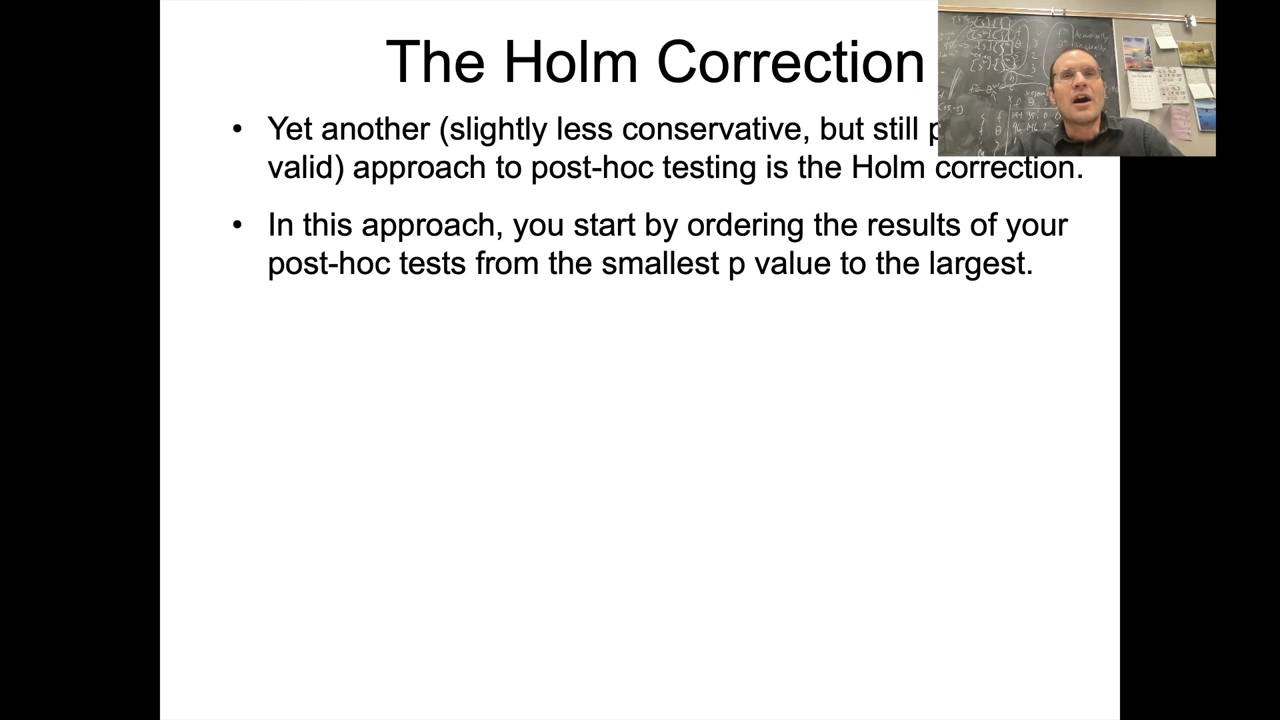 The Holm Correction
• Yet another (slightly less conservative, but still
valid) approach to post-hoc testing is the Holm correction.
• In this approach, you start by ordering the results of your
post-hoc tests from the smallest p value to the largest.